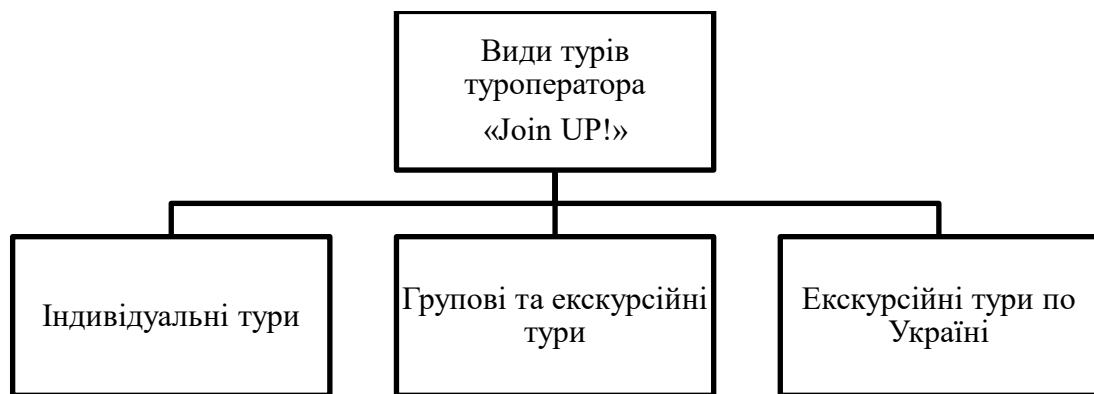 Види турів
туроператора
«Join UP!»
Індивідуальні тури
Групові та екскурсійні
тури
Екскурсійні тури по
Україні